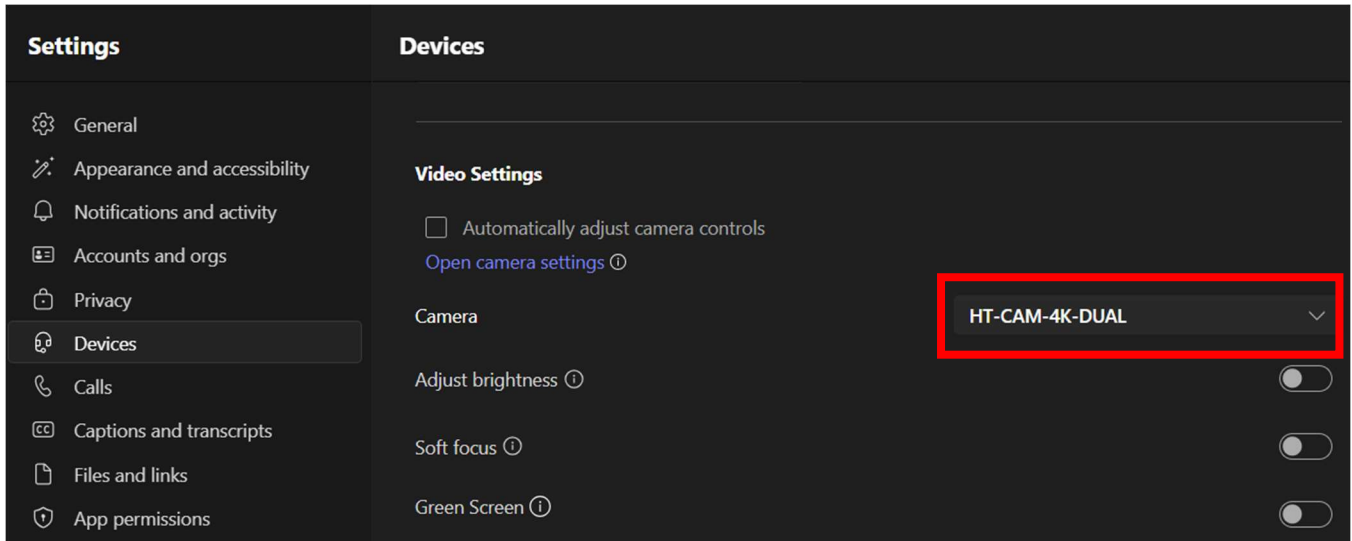 Settings
General
Appearance and accessibility
Notifications and activity
Accounts and orgs
Privacy
Devices
Calls
Captions and transcripts
Files and links
App permissions
Devices
Video Settings
Automatically adjust camera controls
Open camera settings
Camera
HT-CAM-4K-DUAL
Adjust brightness
Soft focus
Green Screen